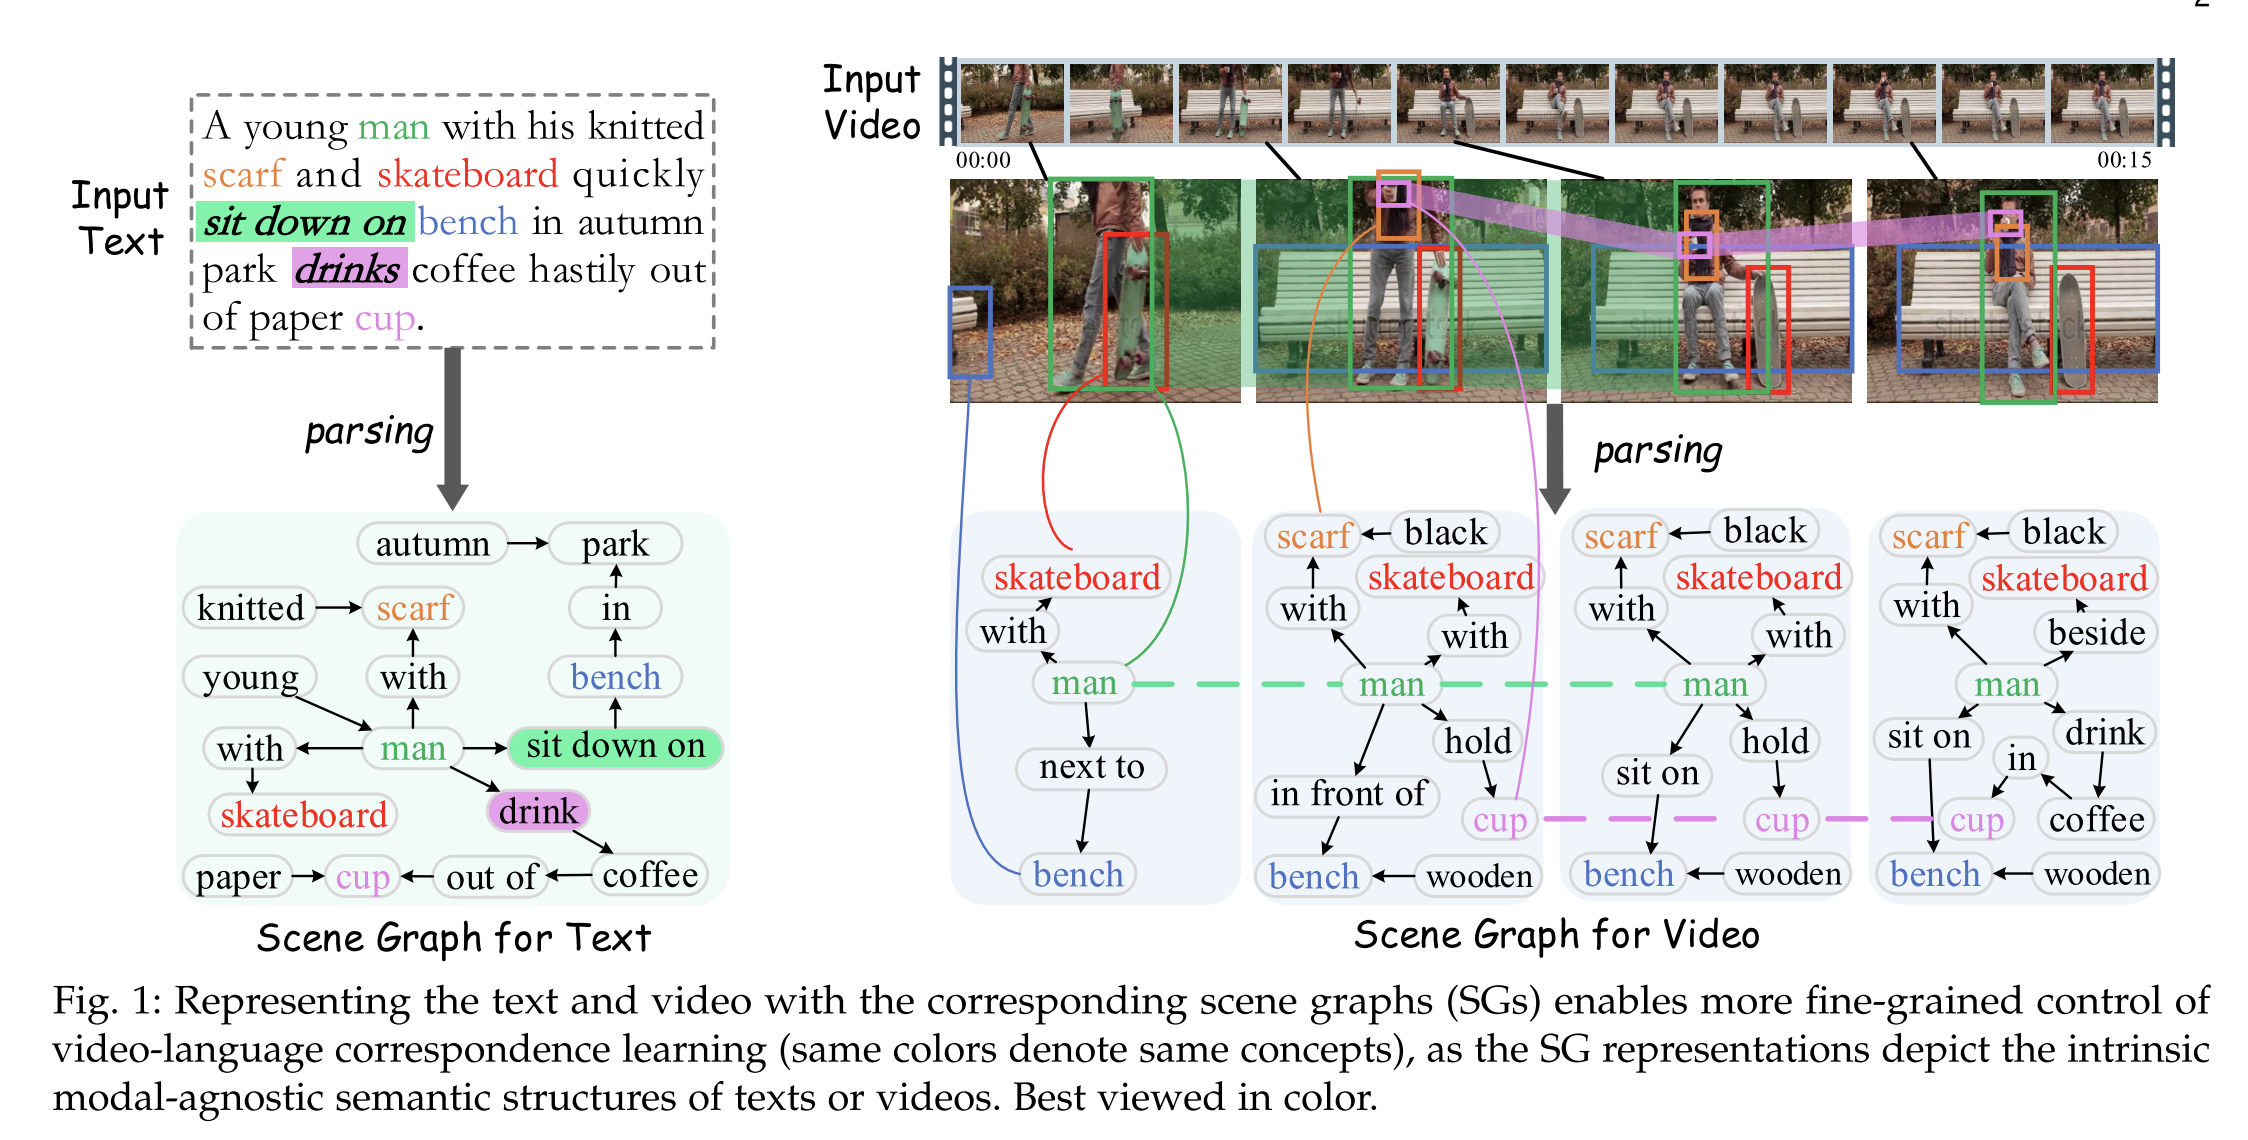 2
Input
Text
A young man with his knitted
scarf and skateboard quickly
sit down on bench in autumn
park drinks coffee hastily out
of paper cup.
parsing
autumn park
knitted scarf in
young with bench
with man sit down on
skateboard drink
paper cup out of coffee
Scene Graph for Text
Input
Video
00:00 00:15
parsing
skateboard
with
man
next to
bench
scarf black
skateboard
with with
man
hold
in front of
cup
bench wooden
scarf black
skateboard
with with
man
hold
sit on
cup
bench wooden
scarf black
skateboard
with beside
man
sit on drink
in
cup coffee
bench wooden
Scene Graph for Video
Fig. 1: Representing the text and video with the corresponding scene graphs (SGs) enables more fine-grained control of
video-language correspondence learning (same colors denote same concepts), as the SG representations depict the intrinsic
modal-agnostic semantic structures of texts or videos. Best viewed in color.